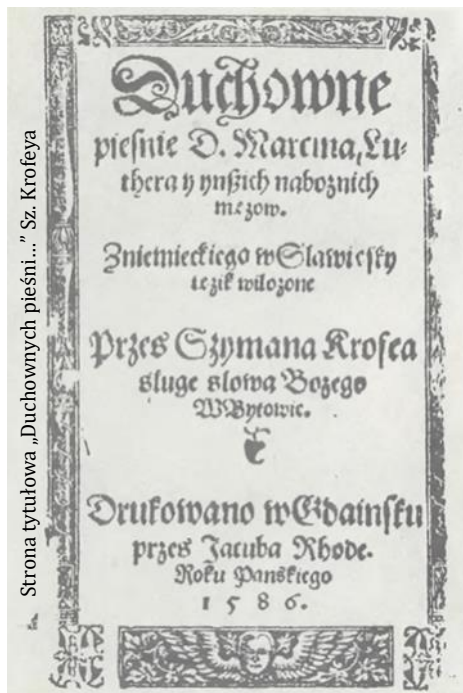 Strona tytułowa „Duchownych pieśni...” Sz. Krofeya
Duchowne
piesnie D. Marcina, Lu-
thera y ynßich naboznich
mezow.
Zniemieckiego w Slawiesky
iezik wilozone
Przes Szymana Krofea
sluge slowa Bozego
W Bytowie.
Drukowano w Gdainsku
przes Jacuba Rhode.
Roku Panskiego
1586.